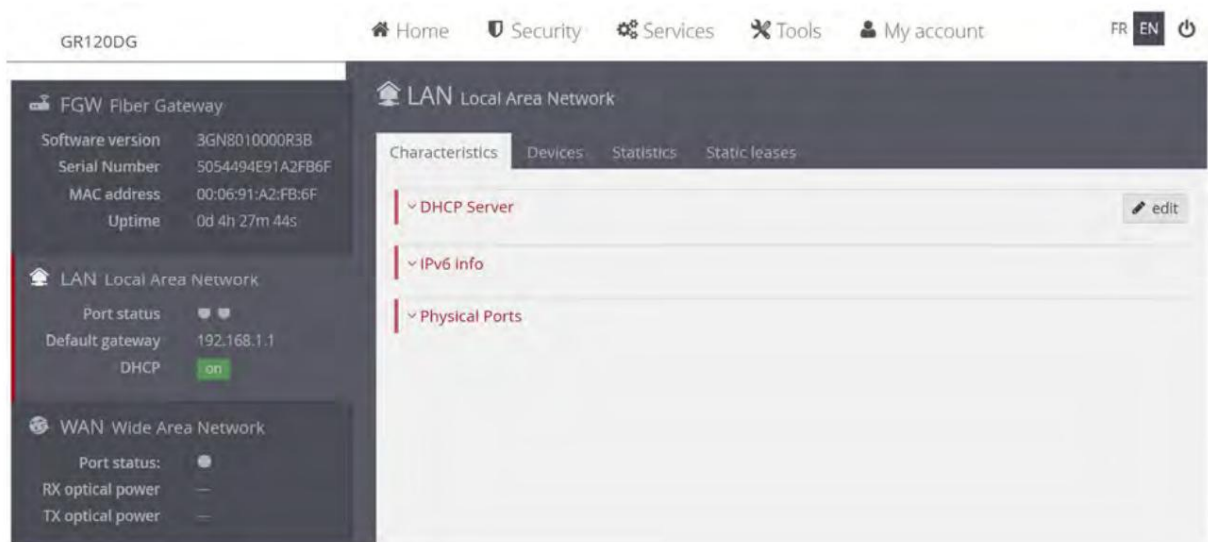 GR120DG
Home Security Services Tools My account FR EN
FGW Fiber Gateway
Software version 3GN8010000R3B
Serial Number 5054494E91A2FB6F
MAC address 00:06:91:A2:FB:6F
Uptime 0d 4h 27m 44s
LAN Local Area Network
Port status
Default gateway 192.168.1.1
DHCP on
WAN Wide Area Network
Port status:
RX optical power —
TX optical power —
LAN Local Area Network
Characteristics Devices Statistics Static leases
DHCP Server edit
IPv6 info
Physical Ports